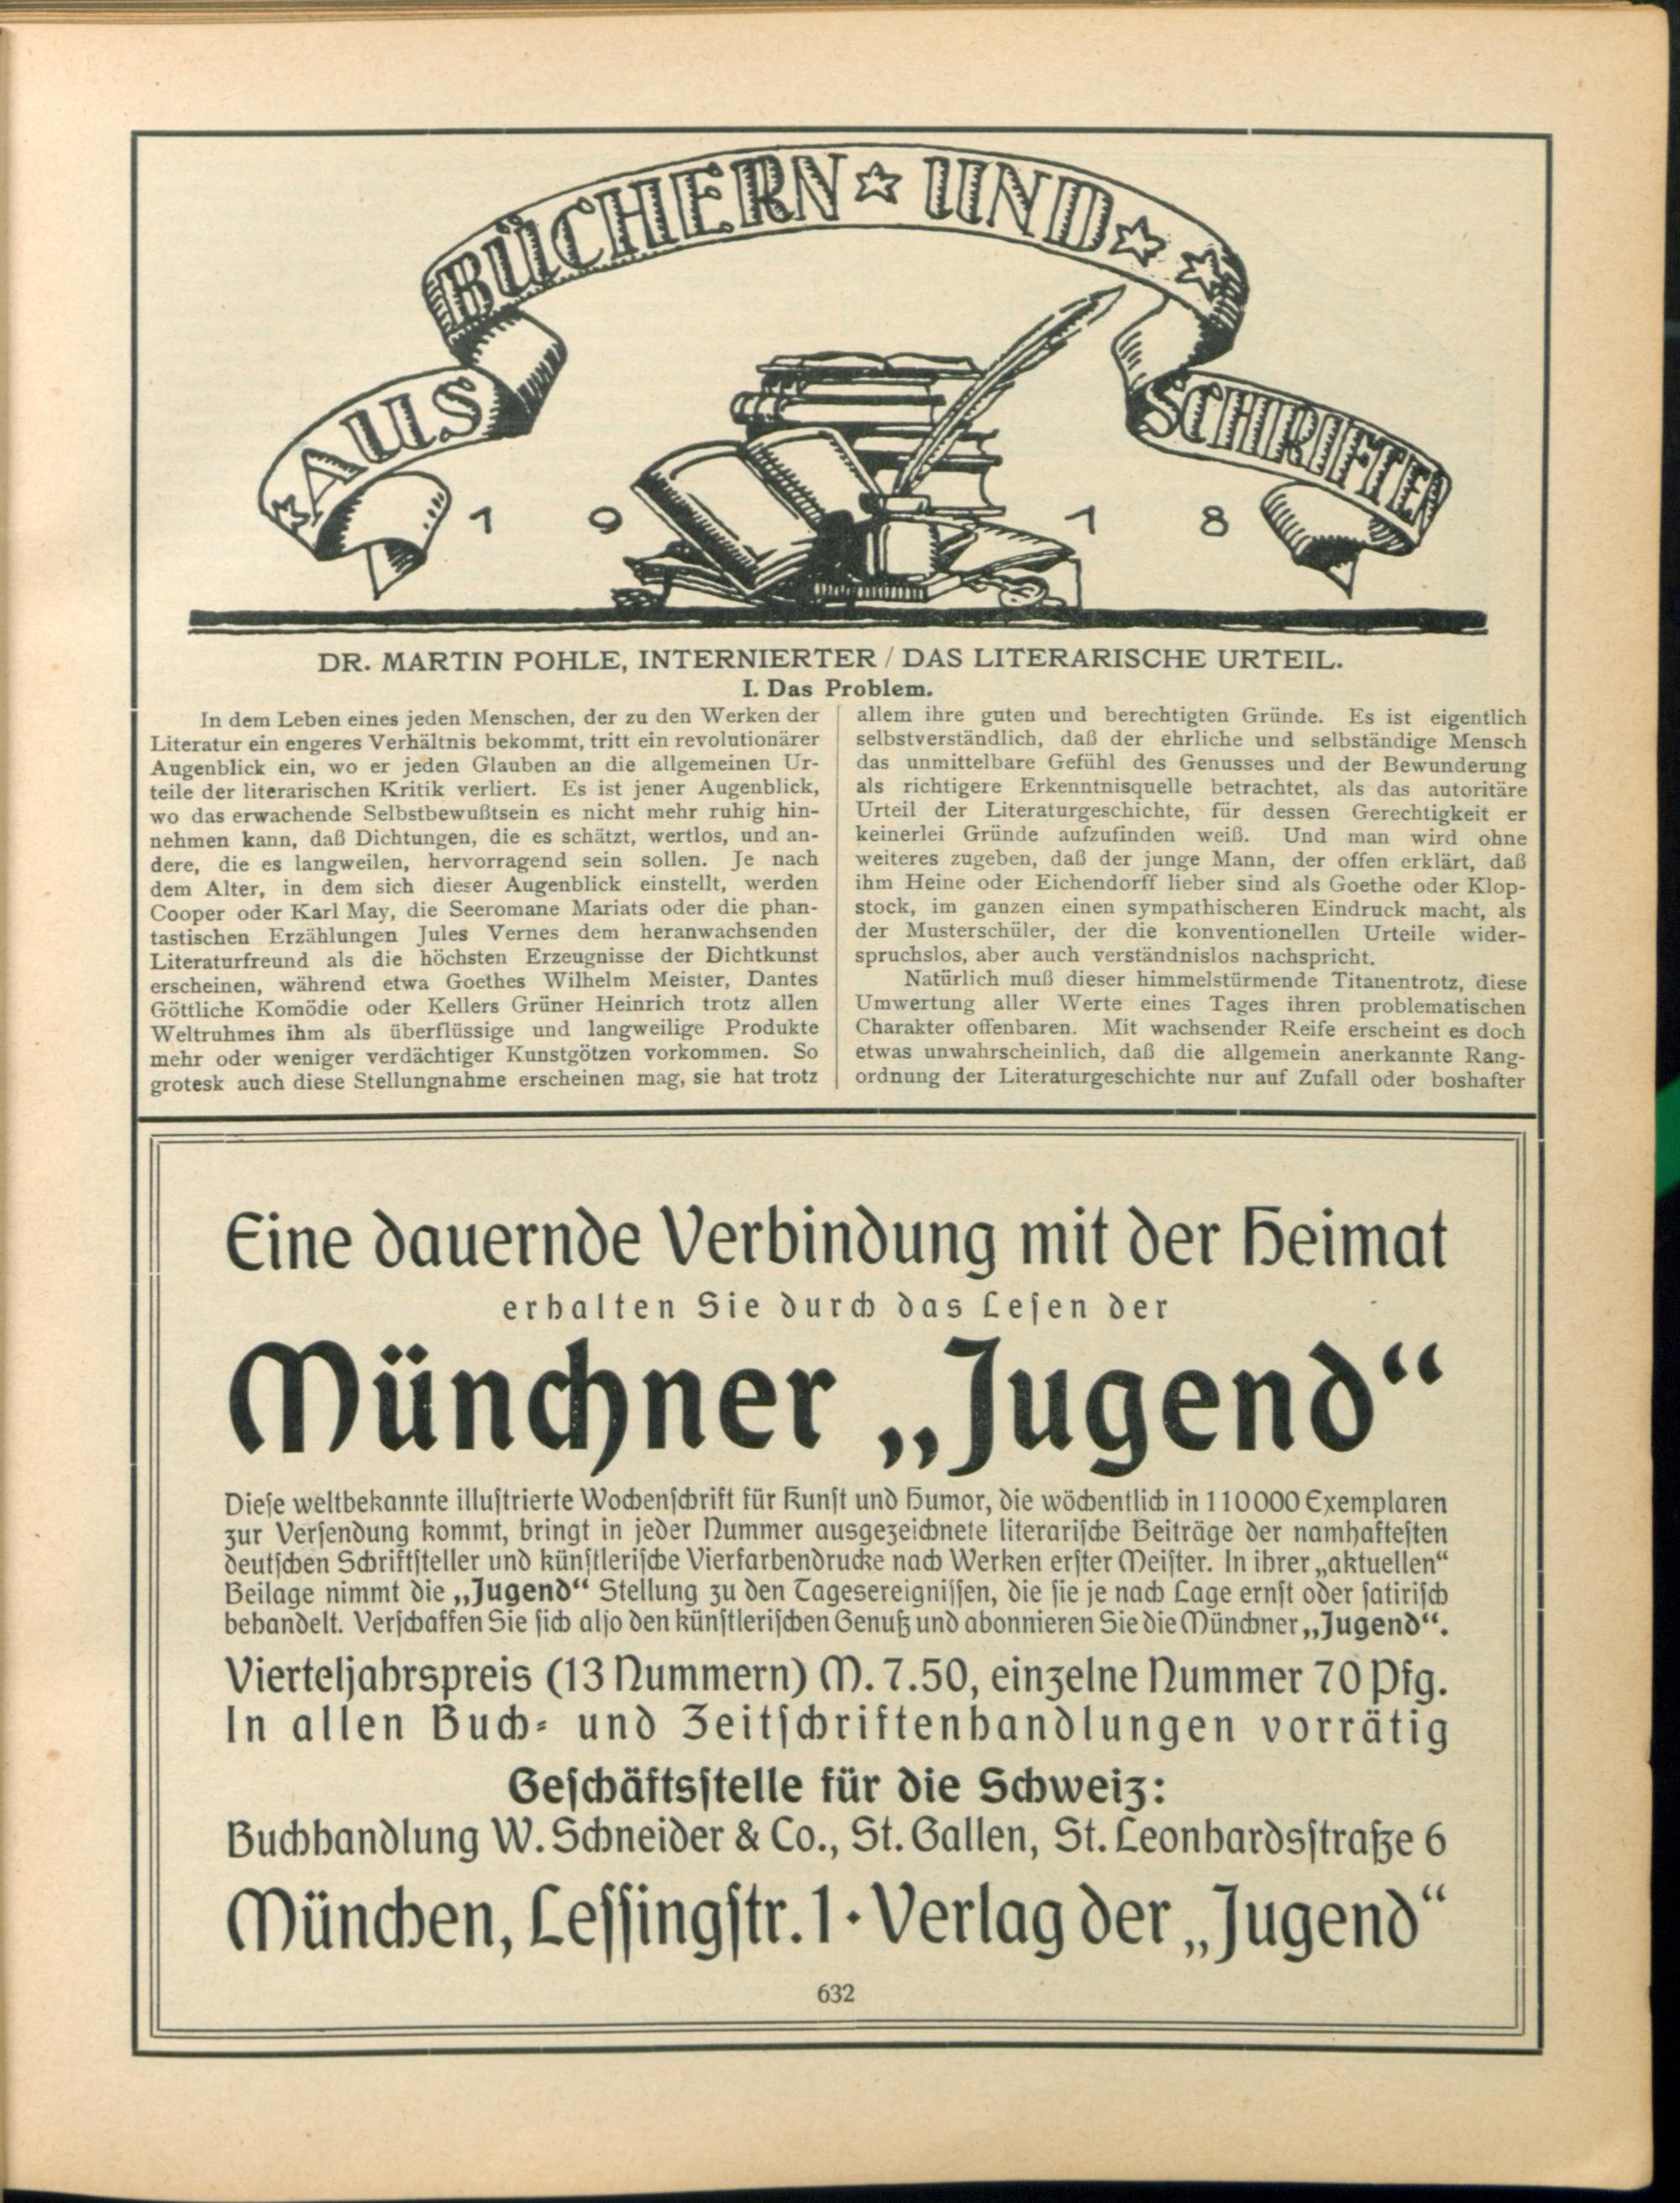 AUS BÜCHERN UND SCHRIFTEN
1918
DR. MARTIN POHLE, INTERNIERTER / DAS LITERARISCHE URTEIL.
I. Das Problem.
In dem Leben eines jeden Menschen, der zu den Werken der
Literatur ein engeres Verhältnis bekommt, tritt ein revolutionärer
Augenblick ein, wo er jeden Glauben an die allgemeinen Ur-
teile der literarischen Kritik verliert. Es ist jener Augenblick,
wo das erwachende Selbstbewußtsein es nicht mehr ruhig hin-
nehmen kann, daß Dichtungen, die es schätzt, wertlos, und an-
dere, die es langweilen, hervorragend sein sollen. Je nach
dem Alter, in dem sich dieser Augenblick einstellt, werden
Cooper oder Karl May, die Seeromane Mariats oder die phan-
tastischen Erzählungen Jules Vernes dem heranwachsenden
Literaturfreund als die höchsten Erzeugnisse der Dichtkunst
erscheinen, während etwa Goethes Wilhelm Meister, Dantes
Göttliche Komödie oder Kellers Grüner Heinrich trotz allen
Weltruhmes ihm als überflüssige und langweilige Produkte
mehr oder weniger verdächtiger Kunstgötzen vorkommen. So
grotesk auch diese Stellungnahme erscheinen mag, sie hat trotz
allem ihre guten und berechtigten Gründe. Es ist eigentlich
selbstverständlich, daß der ehrliche und selbständige Mensch
das unmittelbare Gefühl des Genusses und der Bewunderung
als richtigere Erkenntnisquelle betrachtet, als das autoritäre
Urteil der Literaturgeschichte, für dessen Gerechtigkeit er
keinerlei Gründe aufzufinden weiß. Und man wird ohne
weiteres zugeben, daß der junge Mann, der offen erklärt, daß
ihm Heine oder Eichendorff lieber sind als Goethe oder Klop-
stock, im ganzen einen sympathischeren Eindruck macht, als
der Musterschüler, der die konventionellen Urteile wider-
spruchslos, aber auch verständnislos nachspricht.
Natürlich muß dieser himmelstürmende Titanentrotz, diese
Umwertung aller Werte eines Tages ihren problematischen
Charakter offenbaren. Mit wachsender Reife erscheint es doch
etwas unwahrscheinlich, daß die allgemein anerkannte Rang-
ordnung der Literaturgeschichte nur auf Zufall oder boshafter
Eine dauernde Verbindung mit der Heimat
erhalten Sie durch das Leſen der
Münchner „Jugend“
Dieſe weltbekannte illuſtrierte Wochenſchrift für Kunſt und Humor, die wöchentlich in 110000 Exemplaren
zur Verſendung kommt, bringt in jeder Nummer ausgezeichnete literariſche Beiträge der namhafteſten
deutſchen Schriftſteller und künſtleriſche Vierfarbendrucke nach Werken erſter Meiſter. In ihrer „aktuellen“
Beilage nimmt die „Jugend“ Stellung zu den Tagesereigniſſen, die ſie je nach Lage ernſt oder ſatiriſch
behandelt. Verſchaffen Sie ſich alſo den künſtleriſchen Genuß und abonnieren Sie die Münchner „Jugend“.
Vierteljahrspreis (13 Nummern) M. 7.50, einzelne Nummer 70 Pfg.
In allen Buch- und Zeitſchriftenhandlungen vorrätig
Geſchäftsſtelle für die Schweiz:
Buchhandlung W. Schneider & Co., St. Gallen, St. Leonhardsſtraße 6
München, Leſſingſtr. 1 · Verlag der „Jugend“
632